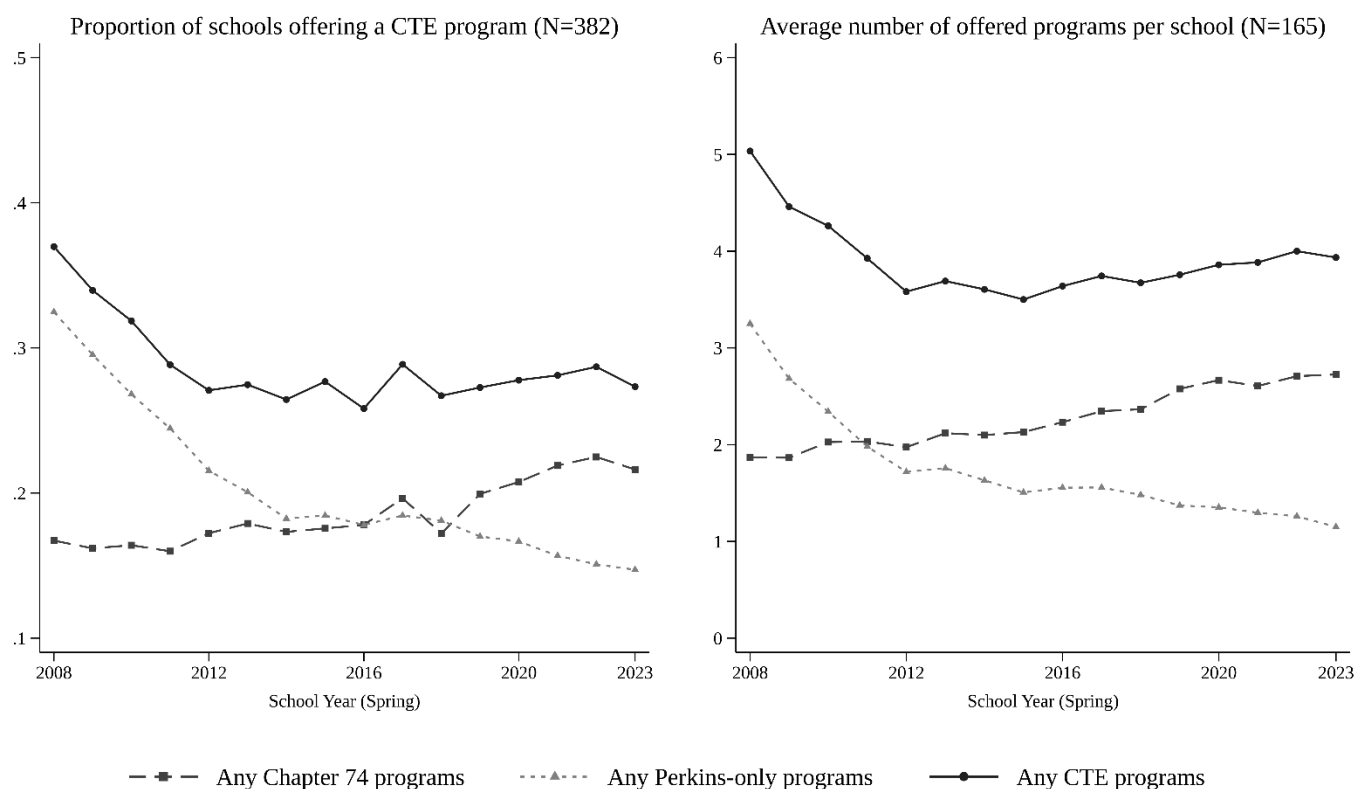 Proportion of schools offering a CTE program (N=382)
.5
.4
.3
.2
.1
2008 2012 2016 2020 2023
School Year (Spring)
Average number of offered programs per school (N=165)
6
5
4
3
2
1
0
2008 2012 2016 2020 2023
School Year (Spring)
Any Chapter 74 programs Any Perkins-only programs Any CTE programs